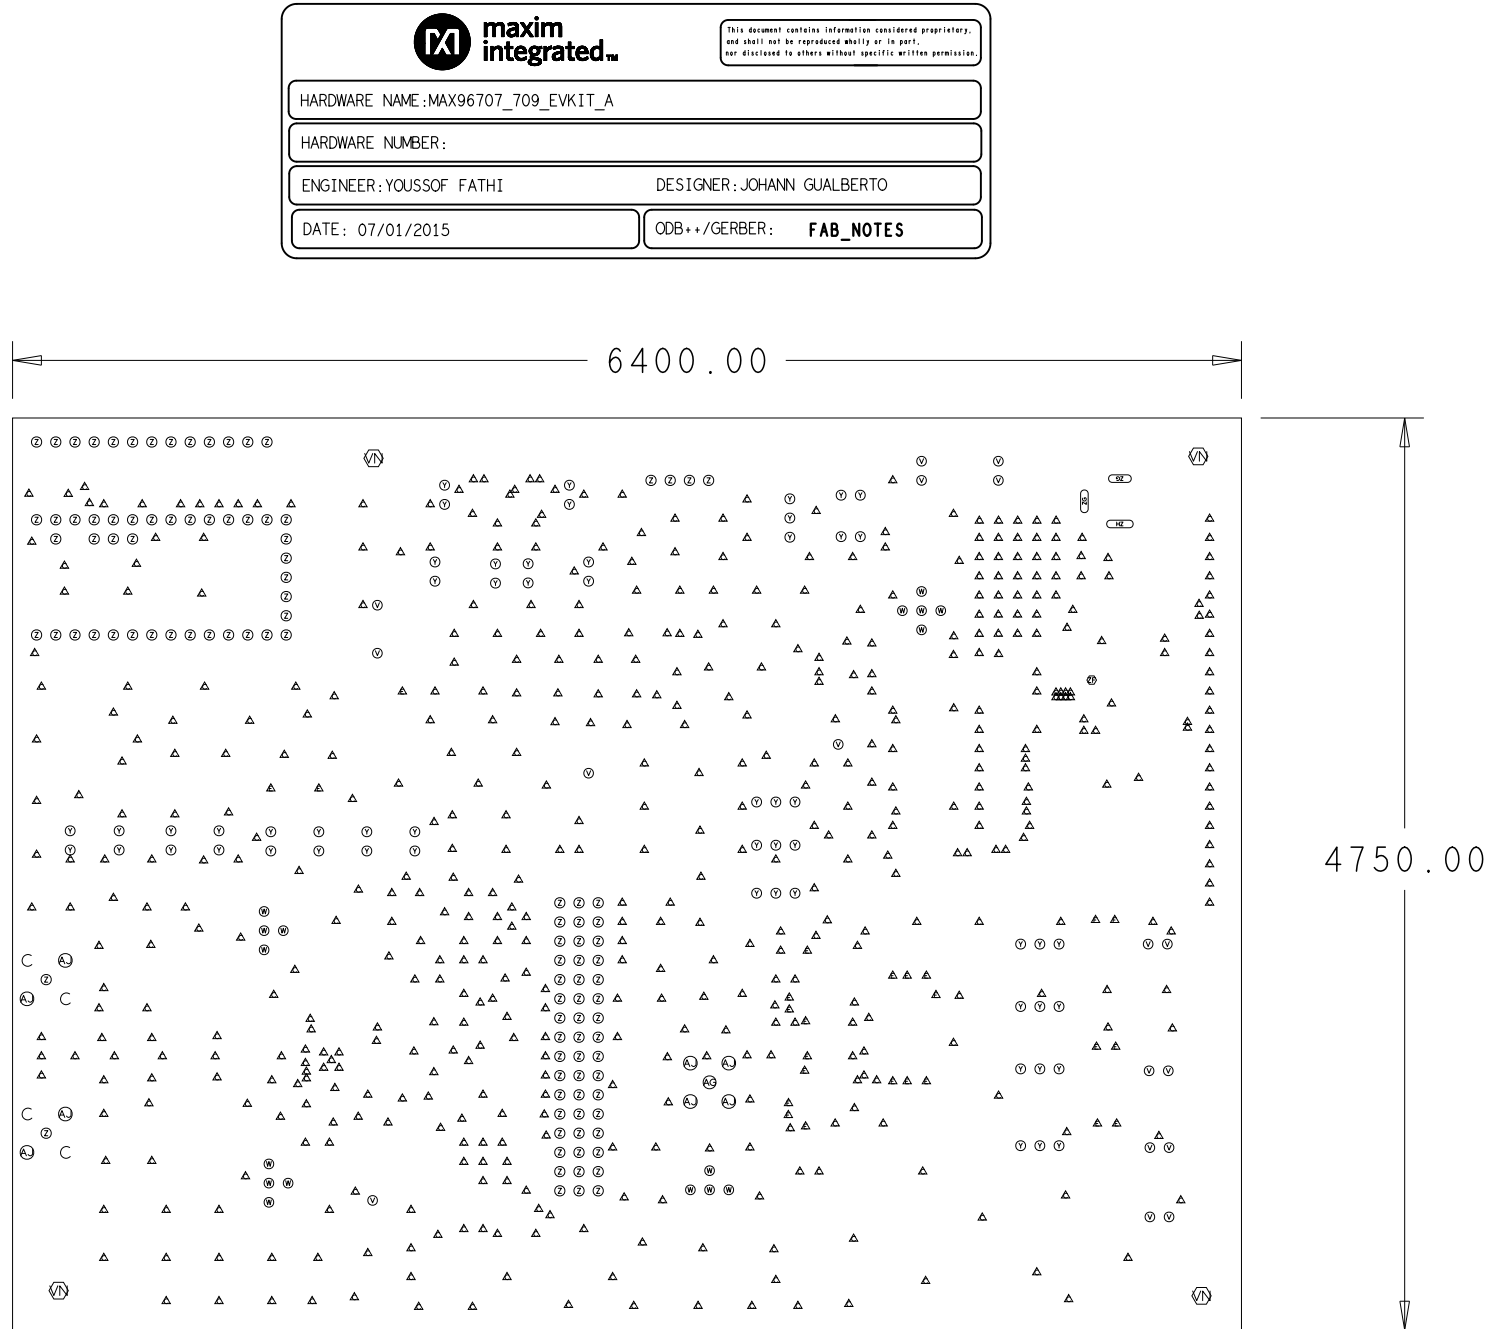 maxim
integrated™
This document contains information considered proprietary,
and shall not be reproduced wholly or in part,
nor disclosed to others without specific written permission.
HARDWARE NAME:MAX96707_709_EVKIT_A
HARDWARE NUMBER:
ENGINEER:YOUSSOF FATHI
DESIGNER:JOHANN GUALBERTO
DATE: 07/01/2015
ODB++/GERBER: FAB_NOTES
6400.00
4750.00